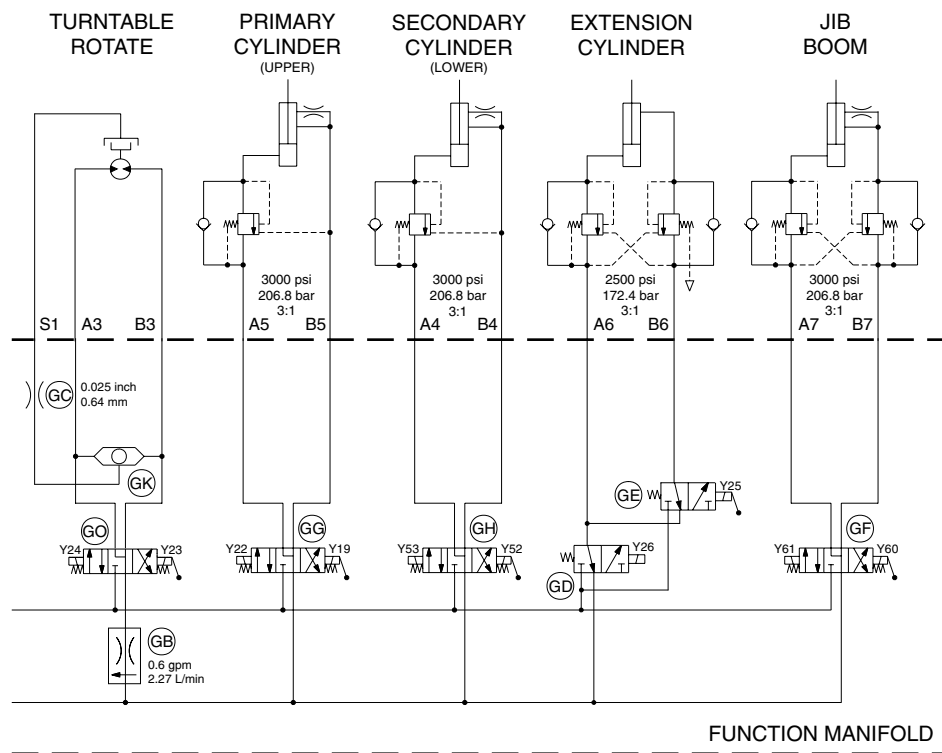 TURNTABLE
ROTATE
PRIMARY
CYLINDER
(UPPER)
SECONDARY
CYLINDER
(LOWER)
EXTENSION
CYLINDER
JIB
BOOM
3000 psi
206.8 bar
3:1
3000 psi
206.8 bar
3:1
2500 psi
172.4 bar
3:1
3000 psi
206.8 bar
3:1
S1 A3 B3 A5 B5 A4 B4 A6 B6 A7 B7
GC
0.025 inch
0.64 mm
GK
GE
Y25
GO
Y24
Y23
GG
Y22
Y19
GH
Y53
Y52
Y26
GD
GF
Y61
Y60
GB
0.6 gpm
2.27 L/min
FUNCTION MANIFOLD